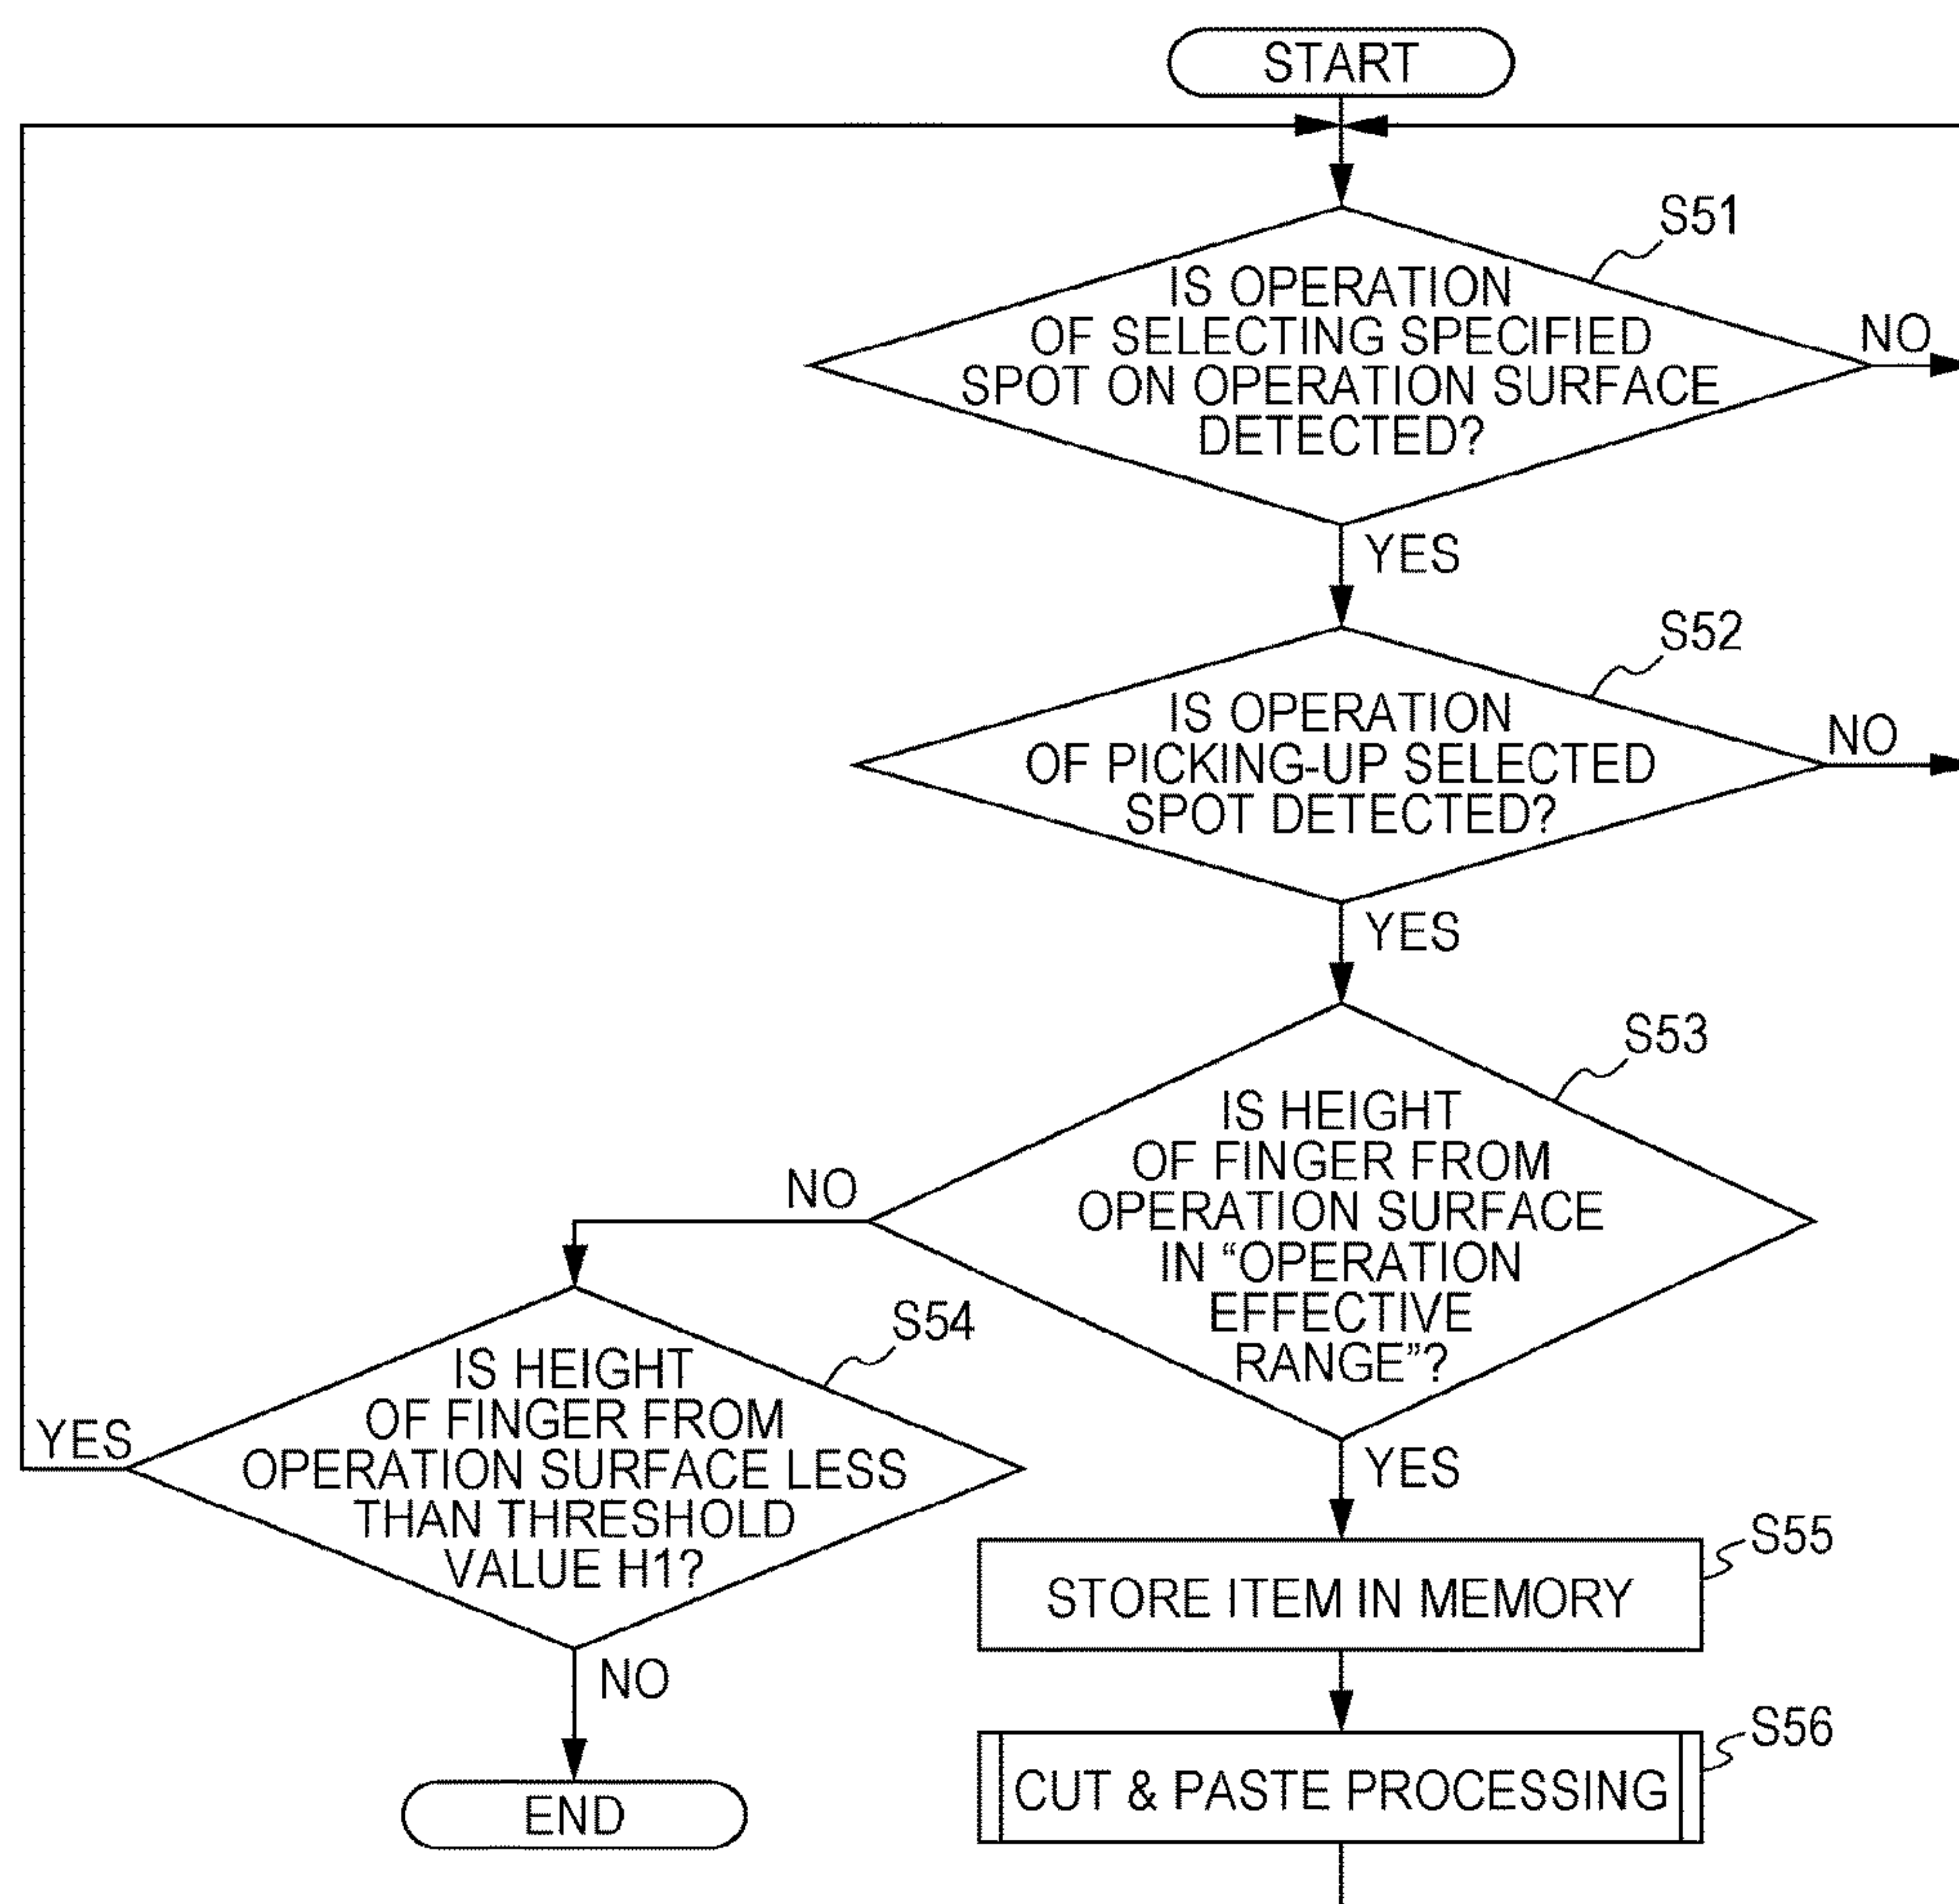 START
S51
IS OPERATION
OF SELECTING SPECIFIED
SPOT ON OPERATION SURFACE
DETECTED?
NO
YES
S52
IS OPERATION
OF PICKING-UP SELECTED
SPOT DETECTED?
NO
YES
S53
IS HEIGHT
OF FINGER FROM
OPERATION SURFACE
IN “OPERATION
EFFECTIVE
RANGE”?
NO
YES
S54
IS HEIGHT
OF FINGER FROM
OPERATION SURFACE LESS
THAN THRESHOLD
VALUE H1?
YES
NO
END
S55
STORE ITEM IN MEMORY
S56
CUT & PASTE PROCESSING